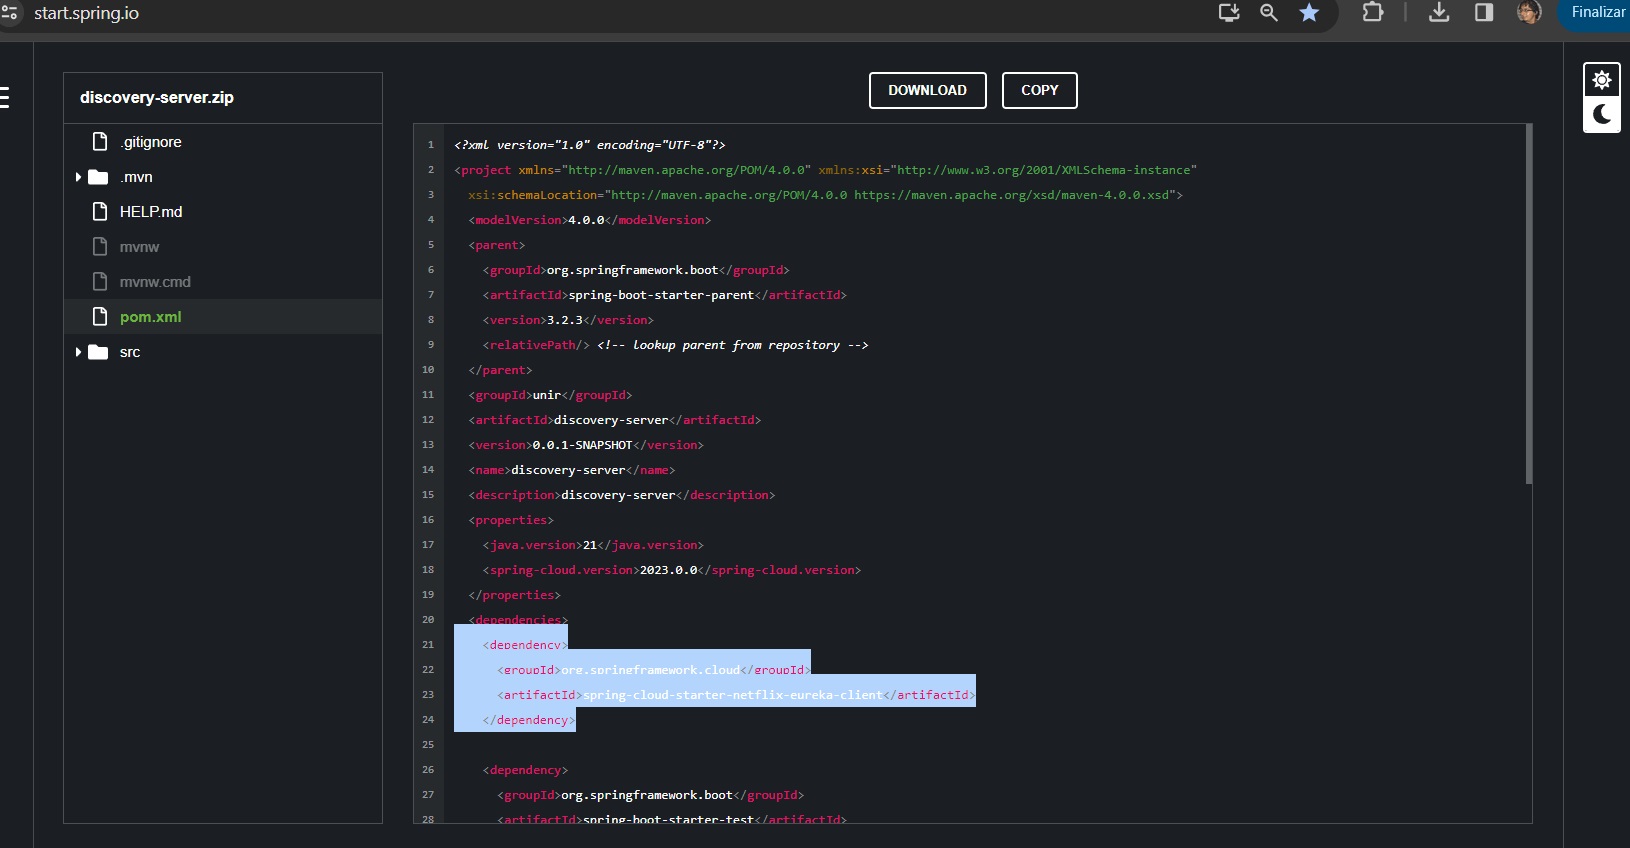 start.spring.io
Finalizar
discovery-server.zip
DOWNLOAD
COPY
.gitignore
.mvn
HELP.md
mvnw
mvnw.cmd
pom.xml
src
1 <?xml version="1.0" encoding="UTF-8"?>
2 <project xmlns="http://maven.apache.org/POM/4.0.0" xmlns:xsi="http://www.w3.org/2001/XMLSchema-instance"
3 xsi:schemaLocation="http://maven.apache.org/POM/4.0.0 https://maven.apache.org/xsd/maven-4.0.0.xsd">
4 <modelVersion>4.0.0</modelVersion>
5 <parent>
6 <groupId>org.springframework.boot</groupId>
7 <artifactId>spring-boot-starter-parent</artifactId>
8 <version>3.2.3</version>
9 <relativePath/> <!-- lookup parent from repository -->
10 </parent>
11 <groupId>unir</groupId>
12 <artifactId>discovery-server</artifactId>
13 <version>0.0.1-SNAPSHOT</version>
14 <name>discovery-server</name>
15 <description>discovery-server</description>
16 <properties>
17 <java.version>21</java.version>
18 <spring-cloud.version>2023.0.0</spring-cloud.version>
19 </properties>
20 <dependencies>
21 <dependency>
22 <groupId>org.springframework.cloud</groupId>
23 <artifactId>spring-cloud-starter-netflix-eureka-client</artifactId>
24 </dependency>
25
26 <dependency>
27 <groupId>org.springframework.boot</groupId>
28 <artifactId>spring-boot-starter-test</artifactId>